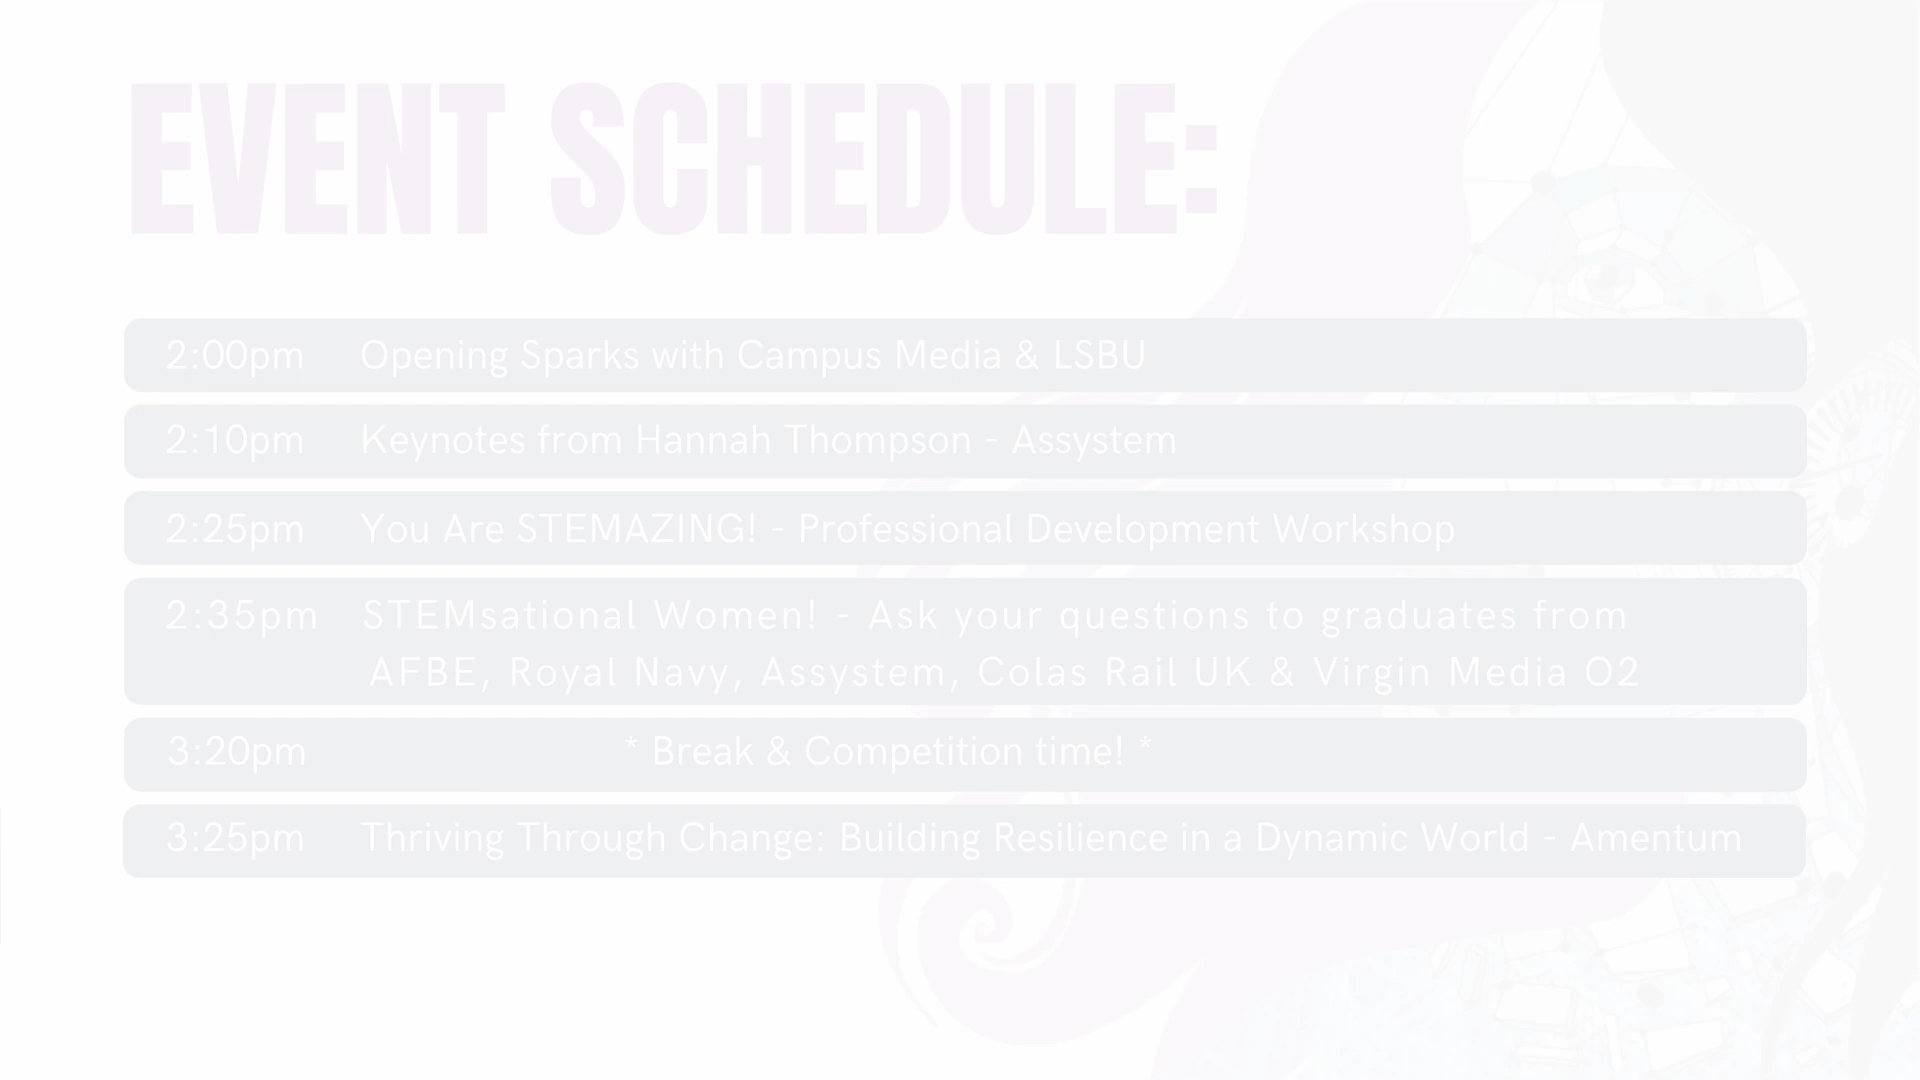 EVENT SCHEDULE:
2:00pm Opening Sparks with Campus Media & LSBU
2:10pm Keynotes from Hannah Thompson - Assystem
2:25pm You Are STEMAZING! - Professional Development Workshop
2:35pm STEMsational Women! - Ask your questions to graduates from
AFBE, Royal Navy, Assystem, Colas Rail UK & Virgin Media O2
3:20pm * Break & Competition time! *
3:25pm Thriving Through Change: Building Resilience in a Dynamic World - Amentum